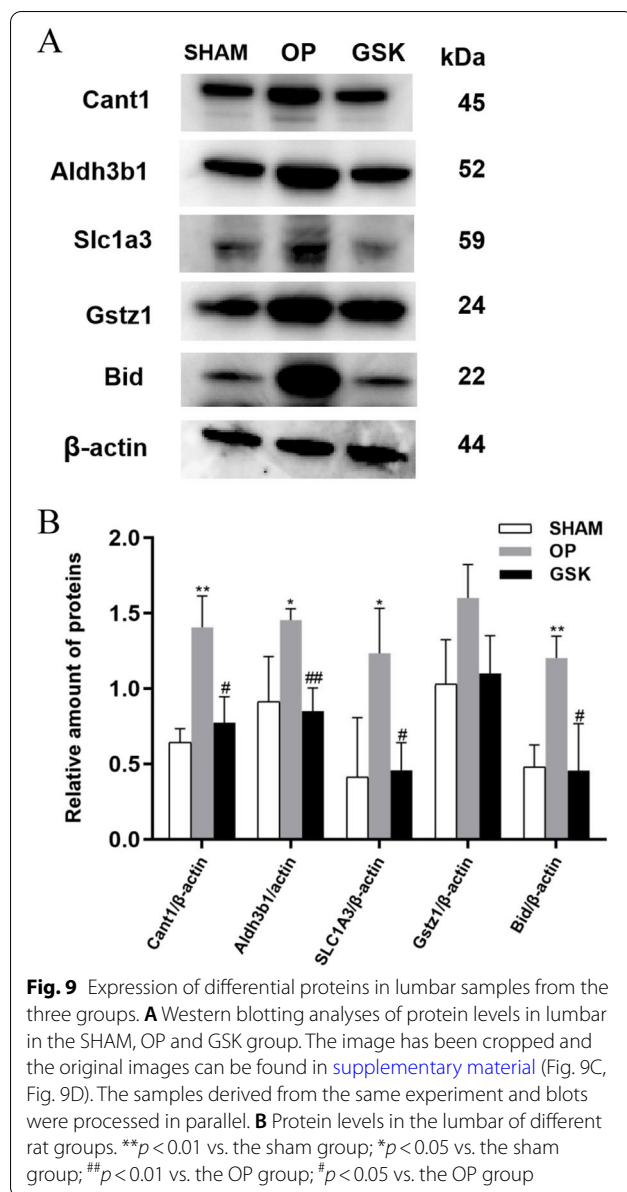 A
SHAM OP GSK kDa
Cant1 45
Aldh3b1 52
Slc1a3 59
Gstz1 24
Bid 22
β-actin 44
B
SHAM
OP
GSK
Relative amount of proteins
2.0
1.5
1.0
0.5
0.0
** # * ## * # ** #
Cant1/β-actin
Aldh3b1/actin
SLC1A3/β-actin
Gstz1/β-actin
Bid/β-actin
Fig. 9 Expression of differential proteins in lumbar samples from the
three groups. A Western blotting analyses of protein levels in lumbar
in the SHAM, OP and GSK group. The image has been cropped and
the original images can be found in supplementary material (Fig. 9C,
Fig. 9D). The samples derived from the same experiment and blots
were processed in parallel. B Protein levels in the lumbar of different
rat groups. **p < 0.01 vs. the sham group; *p < 0.05 vs. the sham
group; ##p < 0.01 vs. the OP group; #p < 0.05 vs. the OP group